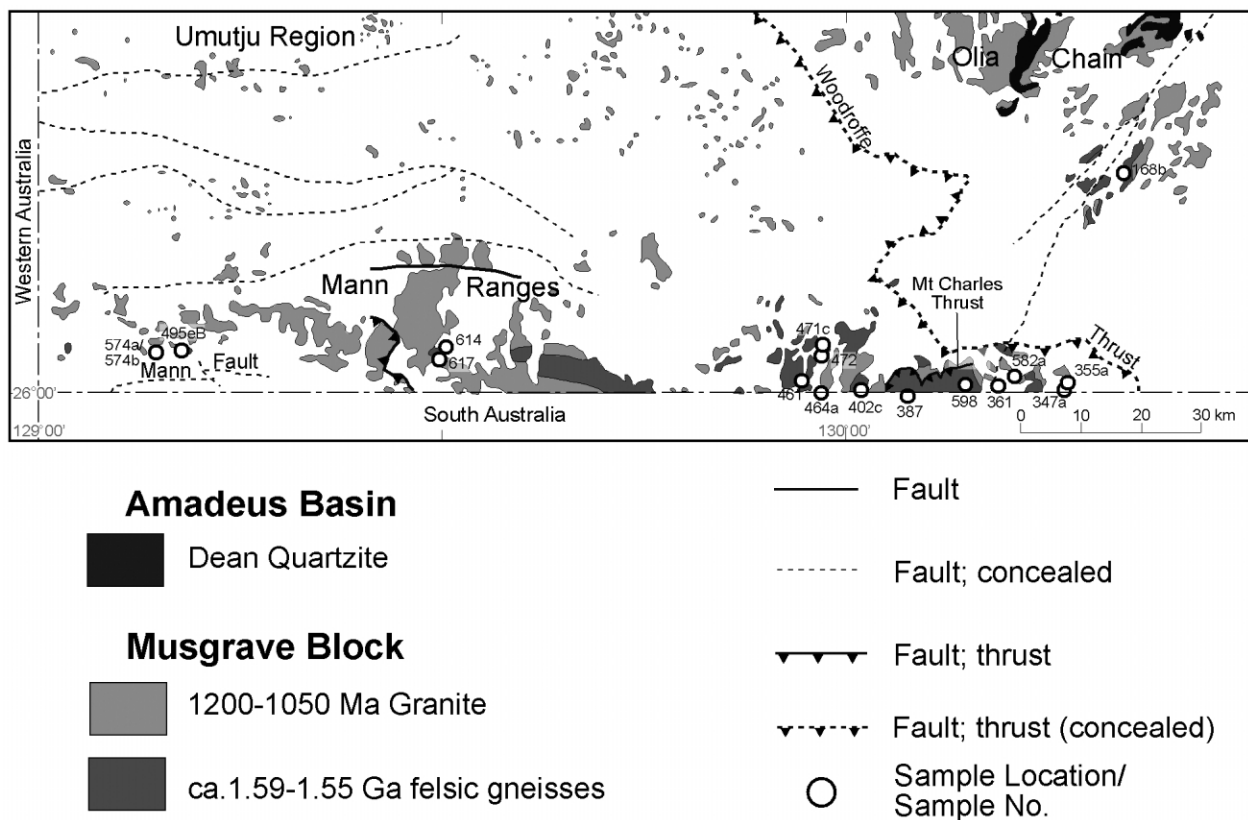 Umutju Region
Olia Chain
Woodroffe
Western Australia
168b
Mann Ranges
Mt Charles
Thrust
Thrust
574a/
574b
495eB
Mann Fault
614
617
471c
472
461
464a
402c
387
598
361
582a
347a
355a
26°00'
South Australia
0 10 20 30 km
129°00'
130°00'
Amadeus Basin
Dean Quartzite
Musgrave Block
1200-1050 Ma Granite
ca.1.59-1.55 Ga felsic gneisses
Fault
Fault; concealed
Fault; thrust
Fault; thrust (concealed)
Sample Location/
Sample No.